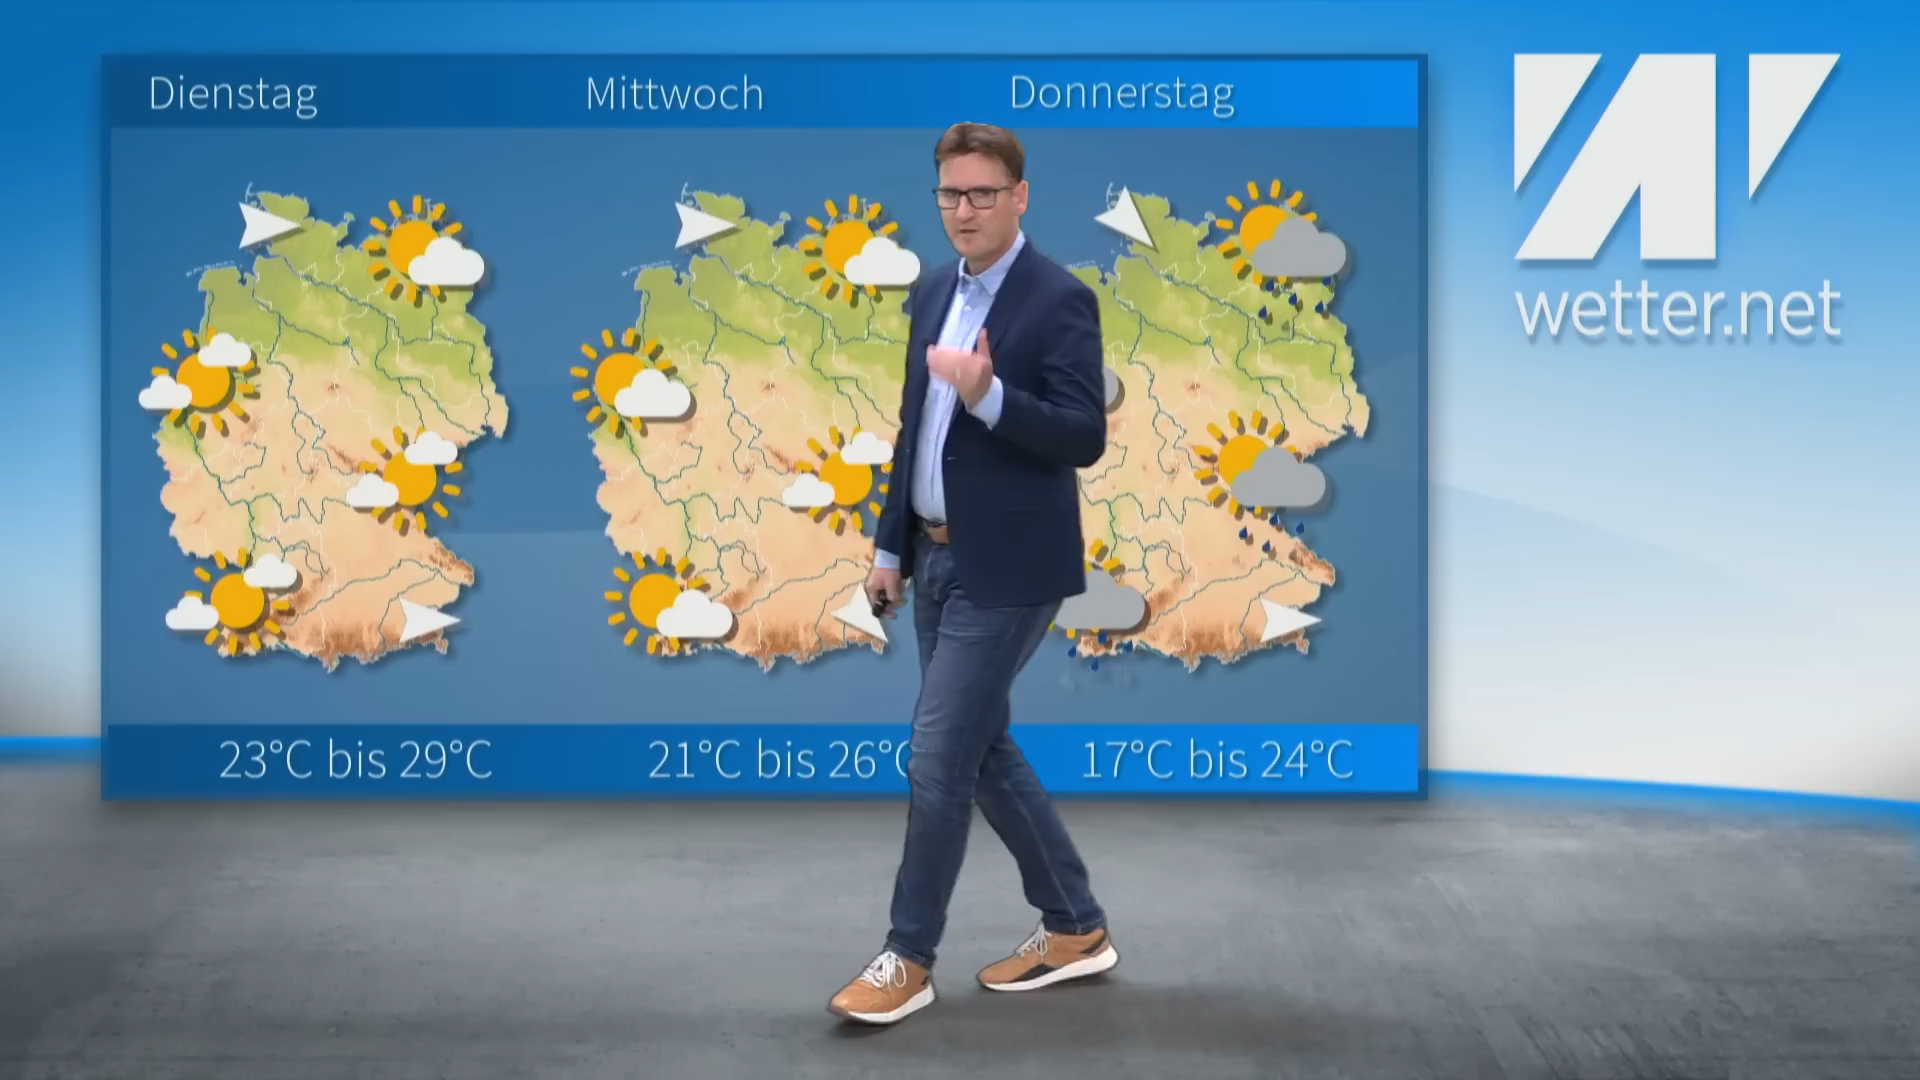 Dienstag
Mittwoch
Donnerstag
wetter.net
23°C bis 29°C
21°C bis 26°C
17°C bis 24°C